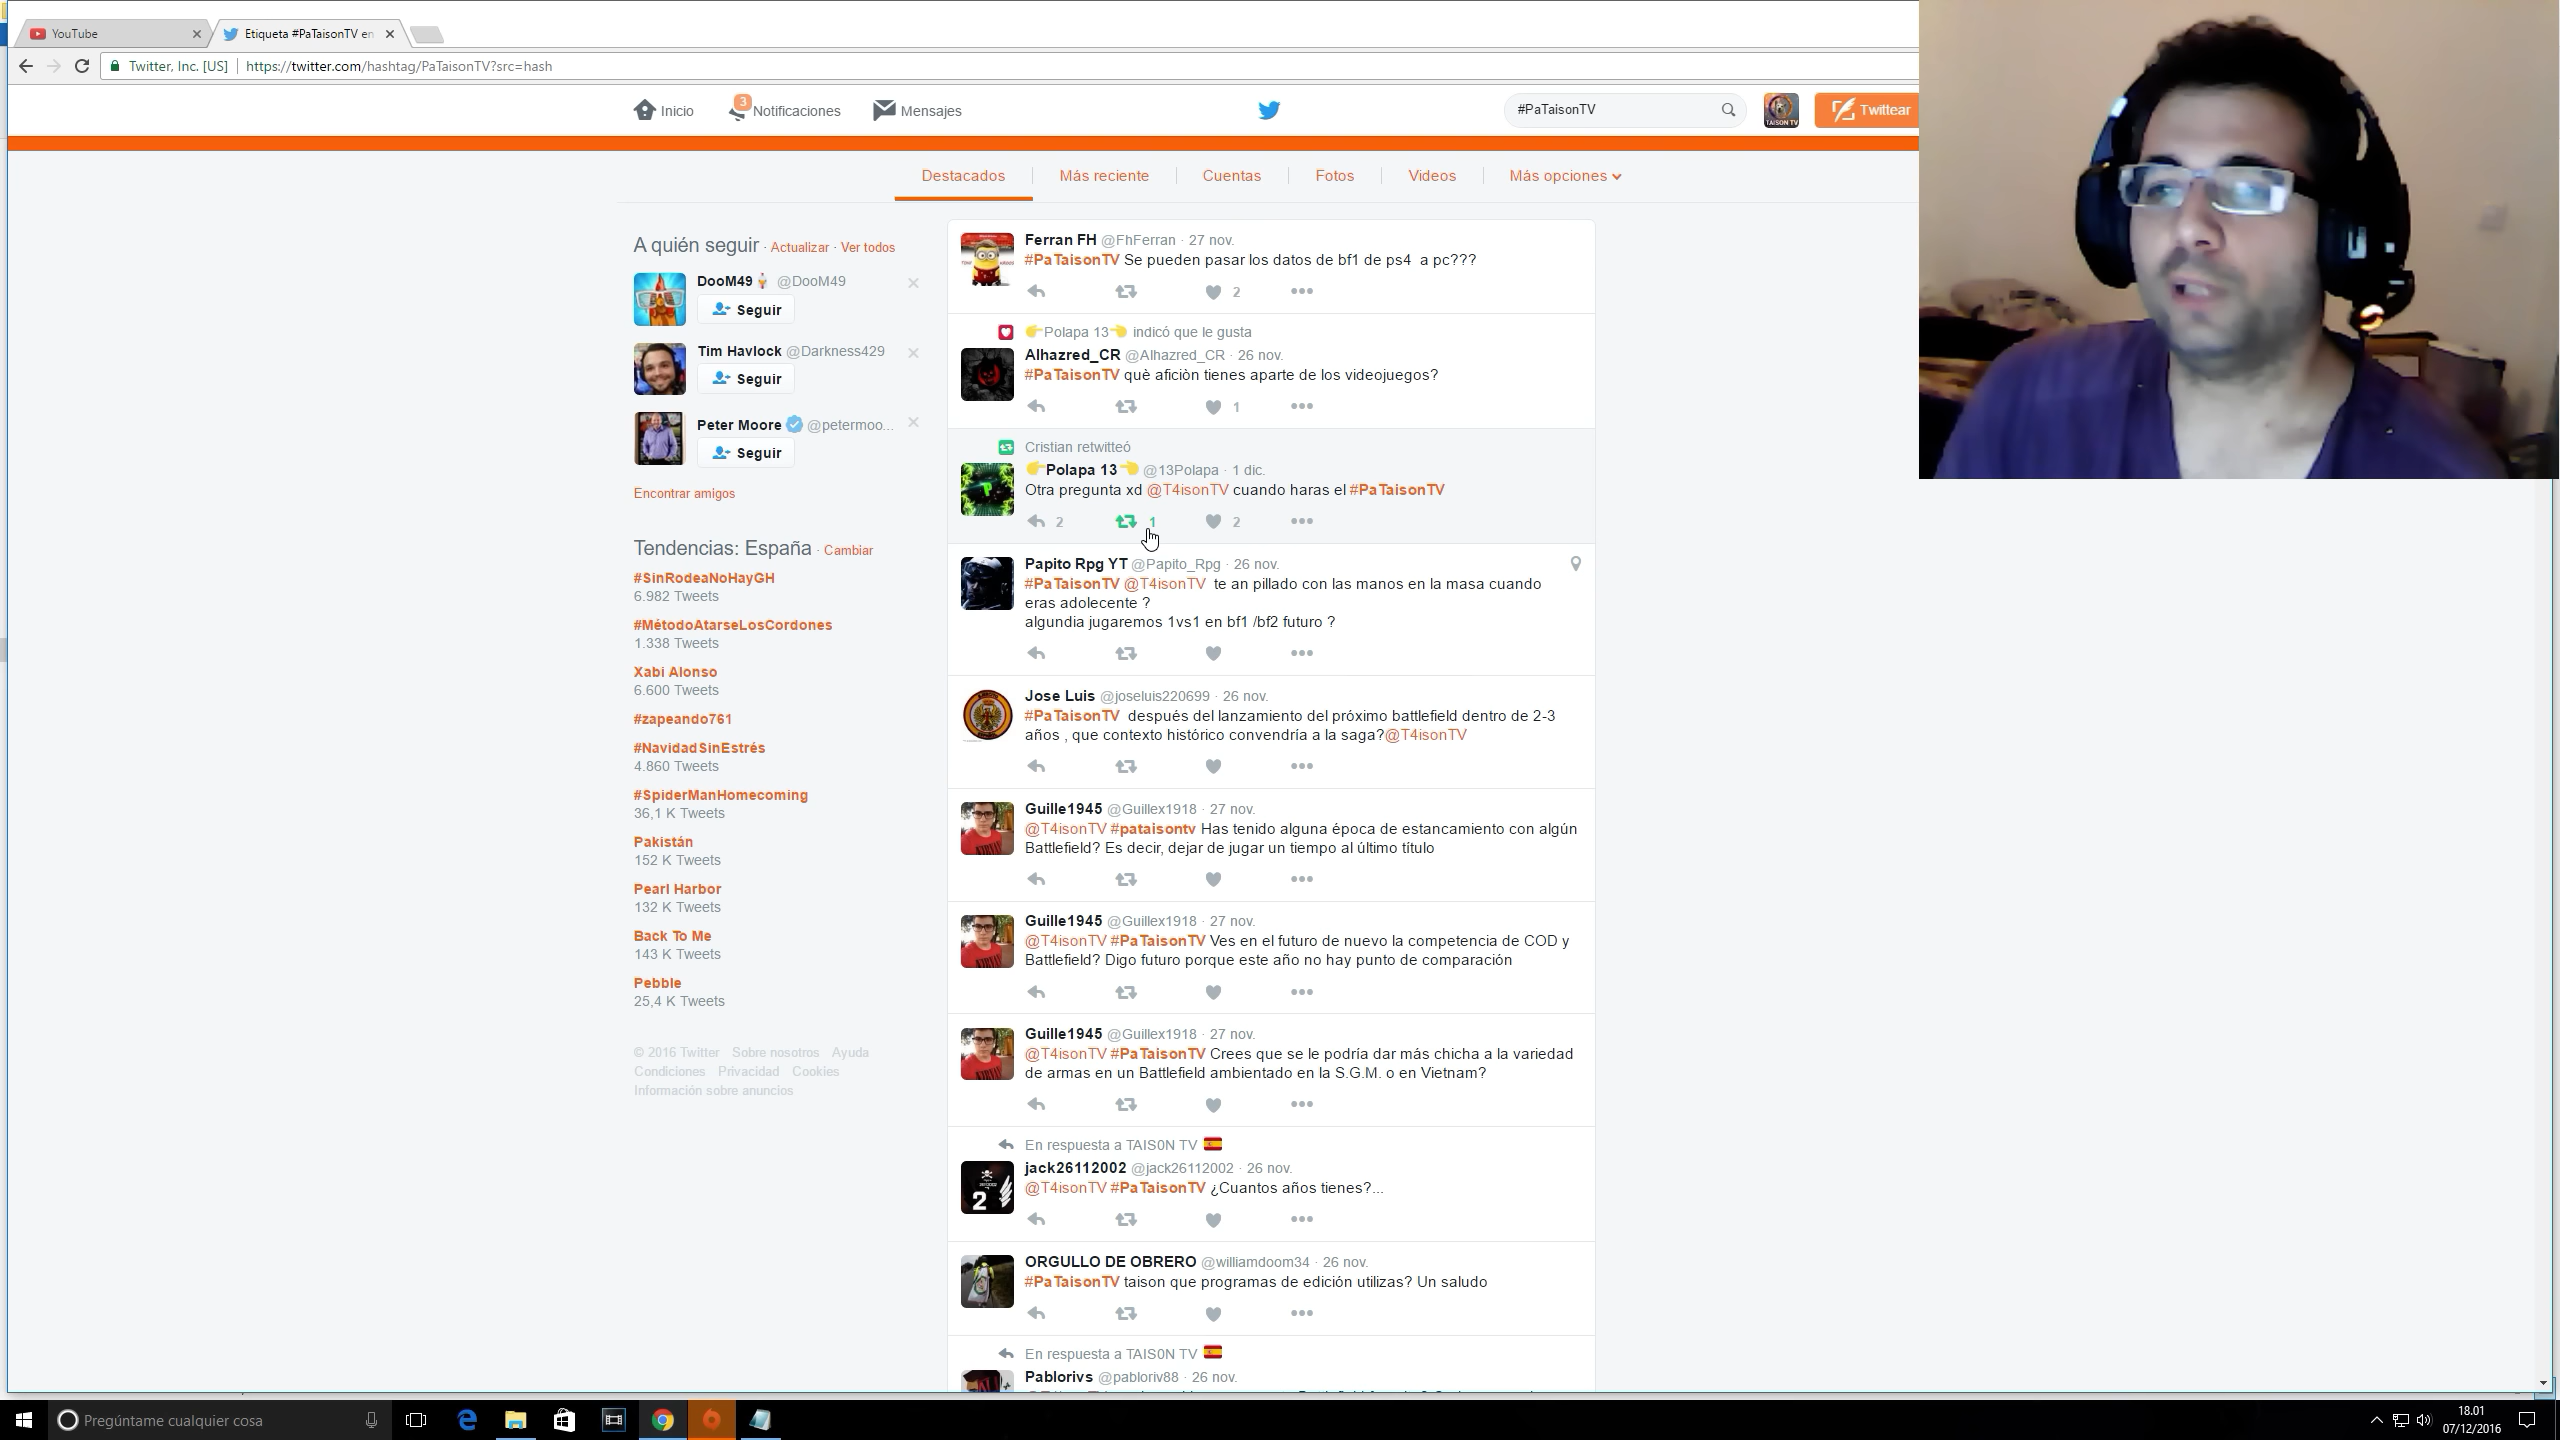 YouTube
Etiqueta #PaTaisonTV en
Twitter, Inc. [US]
https://twitter.com/hashtag/PaTaisonTV?src=hash
Inicio
3
Notificaciones
Mensajes
#PaTaisonTV
TAISON TV
Twittear
Destacados
Más reciente
Cuentas
Fotos
Videos
Más opciones
A quién seguir · Actualizar · Ver todos
DooM49 @DooM49
Seguir
Tim Havlock @Darkness429
Seguir
Peter Moore @petermoo...
Seguir
Encontrar amigos
Tendencias: España · Cambiar
#SinRodeaNoHayGH
6.982 Tweets
#MétodoAtarseLosCordones
1.338 Tweets
Xabi Alonso
6.600 Tweets
#zapeando761
#NavidadSinEstrés
4.860 Tweets
#SpiderManHomecoming
36,1 K Tweets
Pakistán
152 K Tweets
Pearl Harbor
132 K Tweets
Back To Me
143 K Tweets
Pebble
25,4 K Tweets
© 2016 Twitter Sobre nosotros Ayuda
Condiciones Privacidad Cookies
Información sobre anuncios
Ferran FH @FhFerran · 27 nov.
#PaTaisonTV Se pueden pasar los datos de bf1 de ps4 a pc???
2
👉Polapa 13👈 indicó que le gusta
Alhazred_CR @Alhazred_CR · 26 nov.
#PaTaisonTV què aficiòn tienes aparte de los videojuegos?
1
Cristian retwitteó
👉Polapa 13👈 @13Polapa · 1 dic.
Otra pregunta xd @T4isonTV cuando haras el #PaTaisonTV
2 1 2
Papito Rpg YT @Papito_Rpg · 26 nov.
#PaTaisonTV @T4isonTV te an pillado con las manos en la masa cuando
eras adolecente ?
algundia jugaremos 1vs1 en bf1 /bf2 futuro ?
Jose Luis @joseluis220699 · 26 nov.
#PaTaisonTV después del lanzamiento del próximo battlefield dentro de 2-3
años , que contexto histórico convendría a la saga?@T4isonTV
Guille1945 @Guillex1918 · 27 nov.
@T4isonTV #pataisontv Has tenido alguna época de estancamiento con algún
Battlefield? Es decir, dejar de jugar un tiempo al último título
Guille1945 @Guillex1918 · 27 nov.
@T4isonTV #PaTaisonTV Ves en el futuro de nuevo la competencia de COD y
Battlefield? Digo futuro porque este año no hay punto de comparación
Guille1945 @Guillex1918 · 27 nov.
@T4isonTV #PaTaisonTV Crees que se le podría dar más chicha a la variedad
de armas en un Battlefield ambientado en la S.G.M. o en Vietnam?
En respuesta a TAIS0N TV 🇪🇸
jack26112002 @jack26112002 · 26 nov.
@T4isonTV #PaTaisonTV ¿Cuantos años tienes?...
2
ORGULLO DE OBRERO @williamdoom34 · 26 nov.
#PaTaisonTV taison que programas de edición utilizas? Un saludo
En respuesta a TAIS0N TV 🇪🇸
Pablorivs @pabloriv88 · 26 nov.
Pregúntame cualquier cosa
18.01
07/12/2016